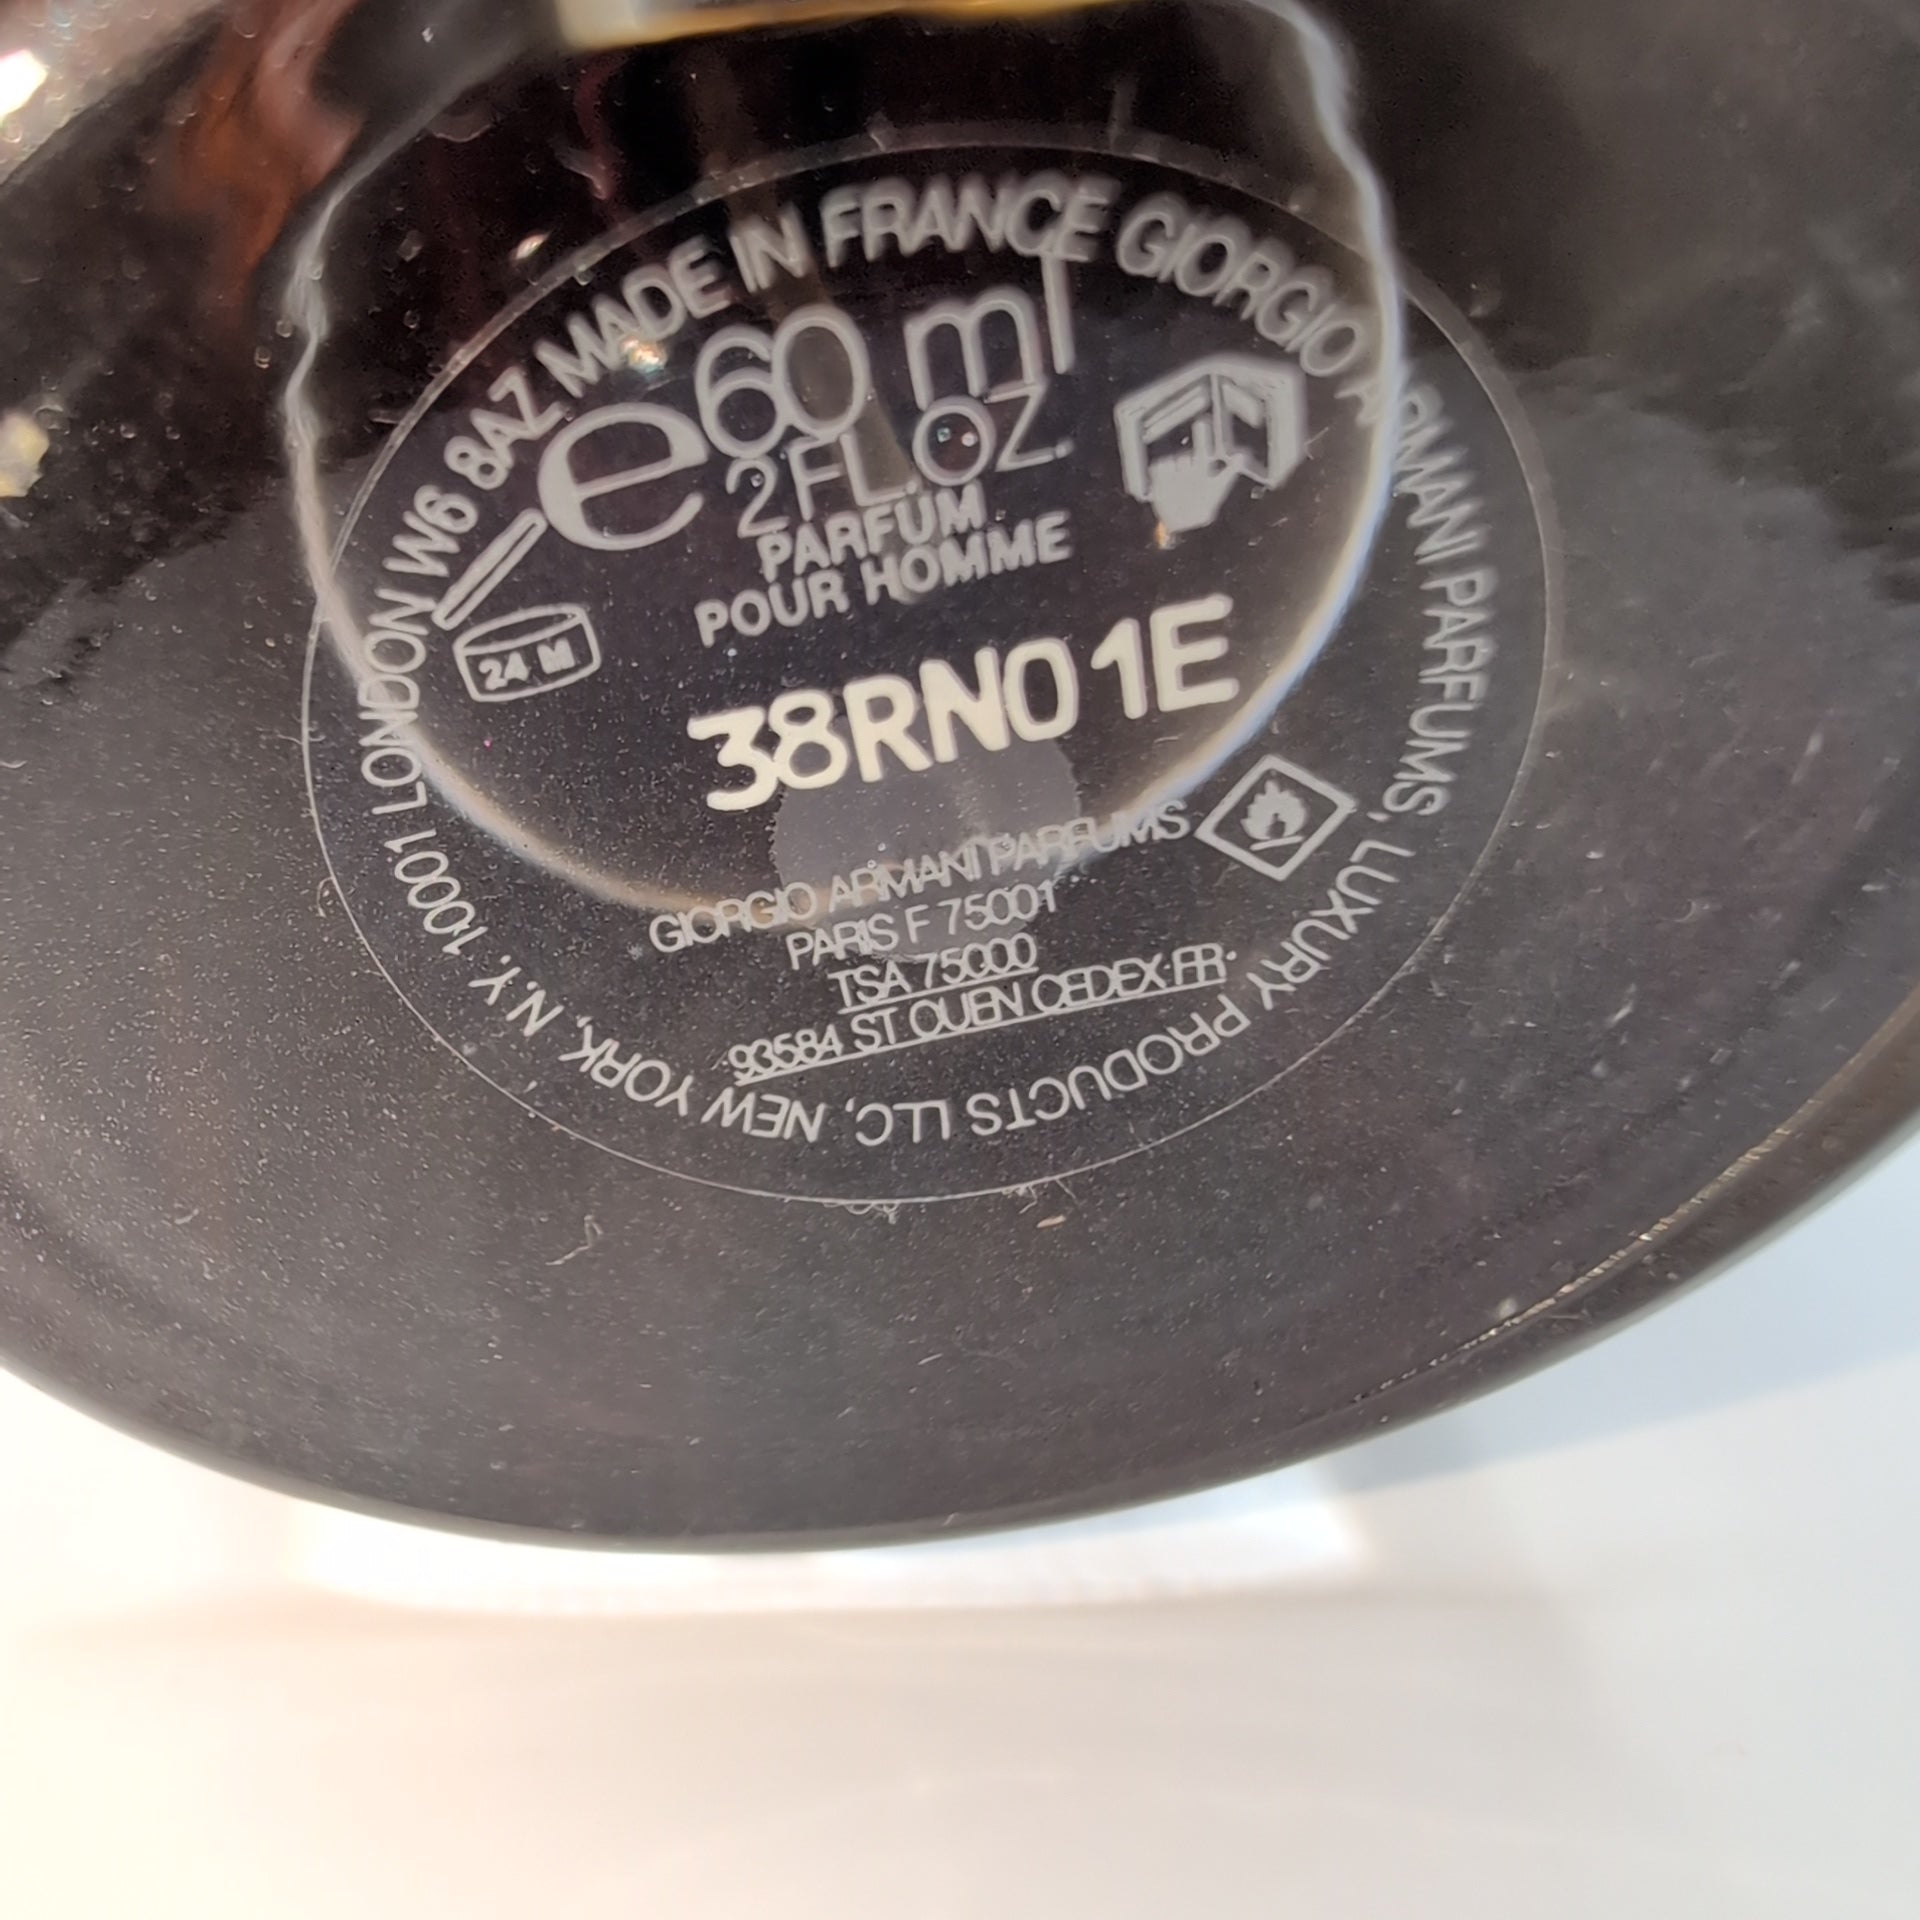 e 60 ml
2 FL.OZ.
PARFUM
POUR HOMME
24 M
38RN01E
GIORGIO ARMANI PARFUMS
PARIS F 75001
TSA 75000
93584 ST OUEN CEDEX·FR·
GIORGIO ARMANI PARFUMS, LUXURY PRODUCTS LLC, NEW YORK, N.Y. 10001 LONDON W6 8AZ MADE IN FRANCE